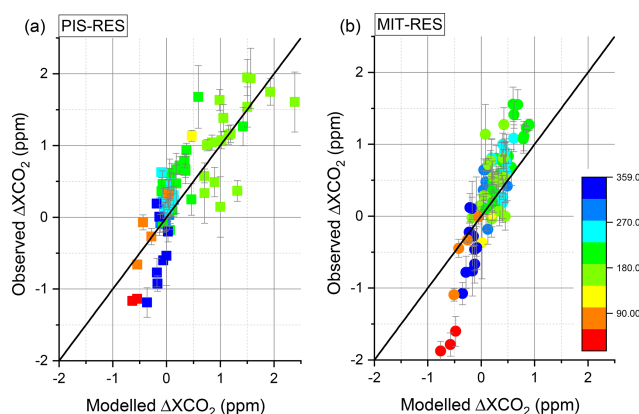 (a) PIS-RES
(b) MIT-RES
Observed ΔXCO₂ (ppm)
2
1
0
-1
-2
-2 -1 0 1 2
Modelled ΔXCO₂ (ppm)
Observed ΔXCO₂ (ppm)
2
1
0
-1
-2
-2 -1 0 1 2
Modelled ΔXCO₂ (ppm)
359.0
270.0
180.0
90.00